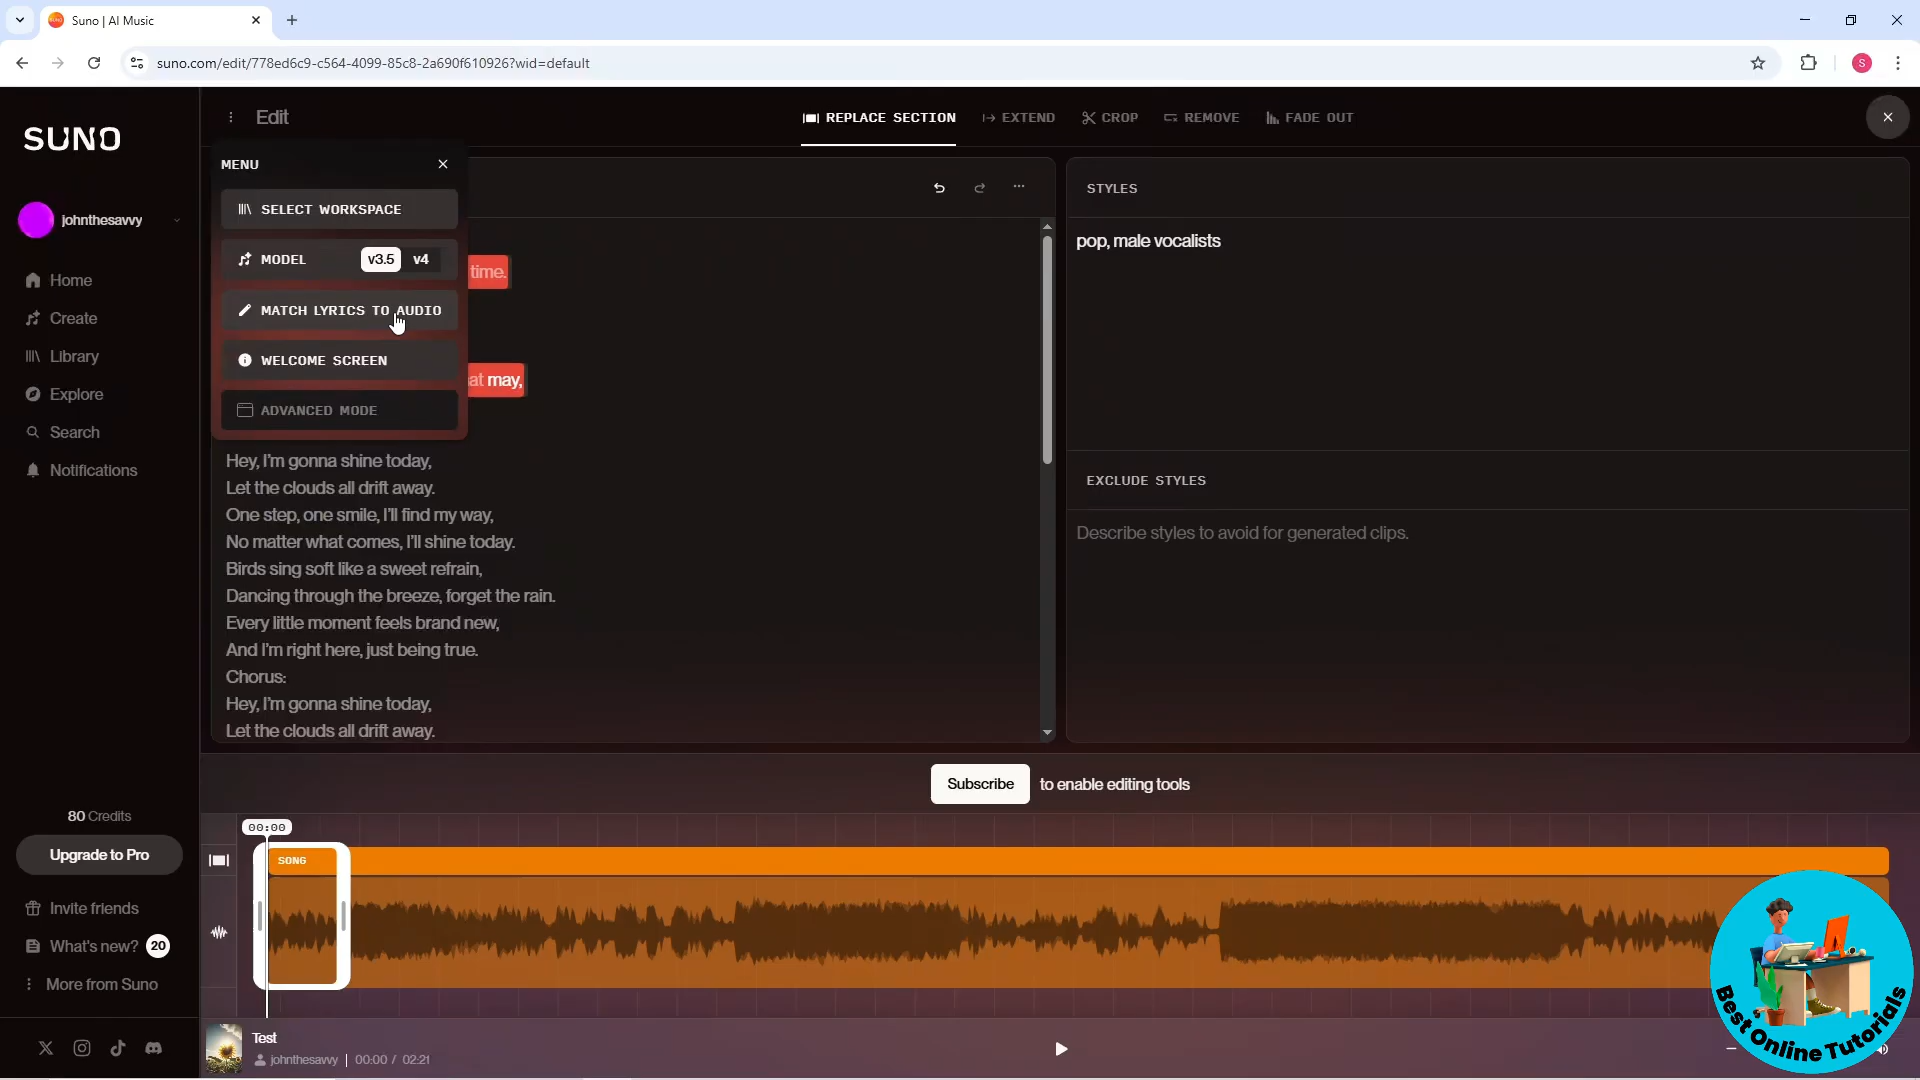 Suno | AI Music
suno.com/edit/778ed6c9-c564-4099-85c8-2a690f610926?wid=default
S
SUNO
johnthesavvy
Home
Create
Library
Explore
Search
Notifications
80 Credits
Upgrade to Pro
Invite friends
What's new? 20
More from Suno
Edit
REPLACE SECTION
EXTEND
CROP
REMOVE
FADE OUT
MENU
SELECT WORKSPACE
MODEL v3.5 v4
MATCH LYRICS TO AUDIO
WELCOME SCREEN
ADVANCED MODE
time.
at may,
Hey, I'm gonna shine today,
Let the clouds all drift away.
One step, one smile, I'll find my way,
No matter what comes, I'll shine today.
Birds sing soft like a sweet refrain,
Dancing through the breeze, forget the rain.
Every little moment feels brand new,
And I'm right here, just being true.
Chorus:
Hey, I'm gonna shine today,
Let the clouds all drift away.
STYLES
pop, male vocalists
EXCLUDE STYLES
Describe styles to avoid for generated clips.
Subscribe to enable editing tools
00:00
SONG
Test
johnthesavvy | 00:00 / 02:21
Best Online Tutorials